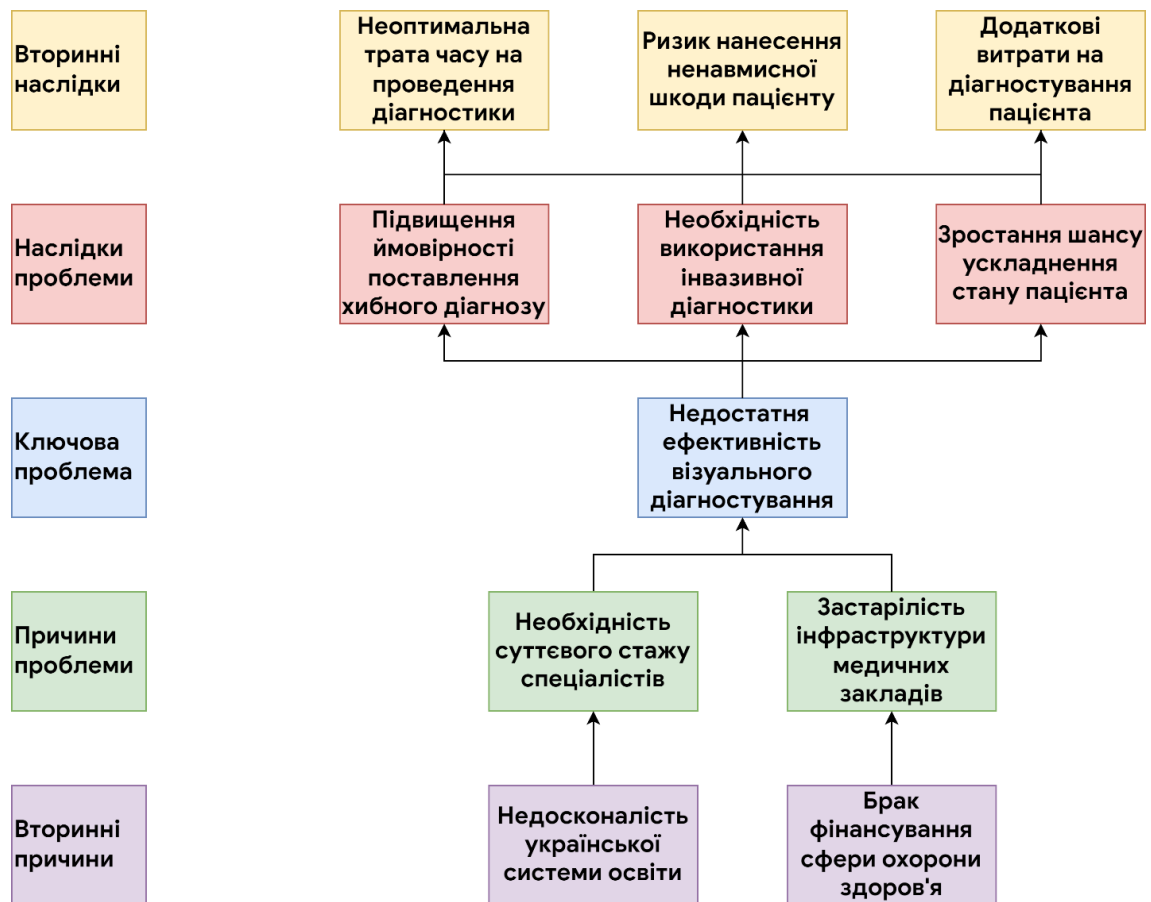 Вторинні
наслідки
Неоптимальна
трата часу на
проведення
діагностики
Ризик нанесення
ненавмисної
шкоди пацієнту
Додаткові
витрати на
діагностування
пацієнта
Наслідки
проблеми
Підвищення
ймовірності
поставлення
хибного діагнозу
Необхідність
використання
інвазивної
діагностики
Зростання шансу
ускладнення
стану пацієнта
Ключова
проблема
Недостатня
ефективність
візуального
діагностування
Причини
проблеми
Необхідність
суттєвого стажу
спеціалістів
Застарілість
інфраструктури
медичних
закладів
Вторинні
причини
Недосконалість
української
системи освіти
Брак
фінансування
сфери охорони
здоров'я